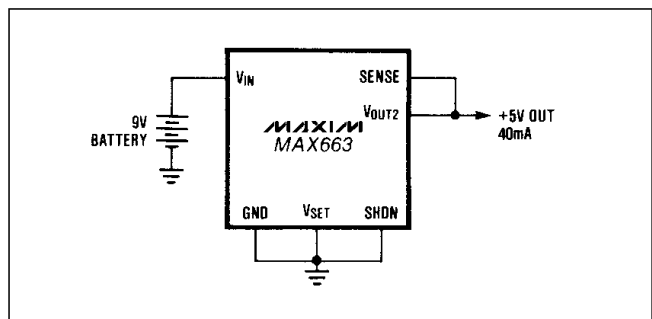 VIN
SENSE
VOUT2
9V
BATTERY
MAXIM
MAX663
+5V OUT
40mA
GND
VSET
SHDN